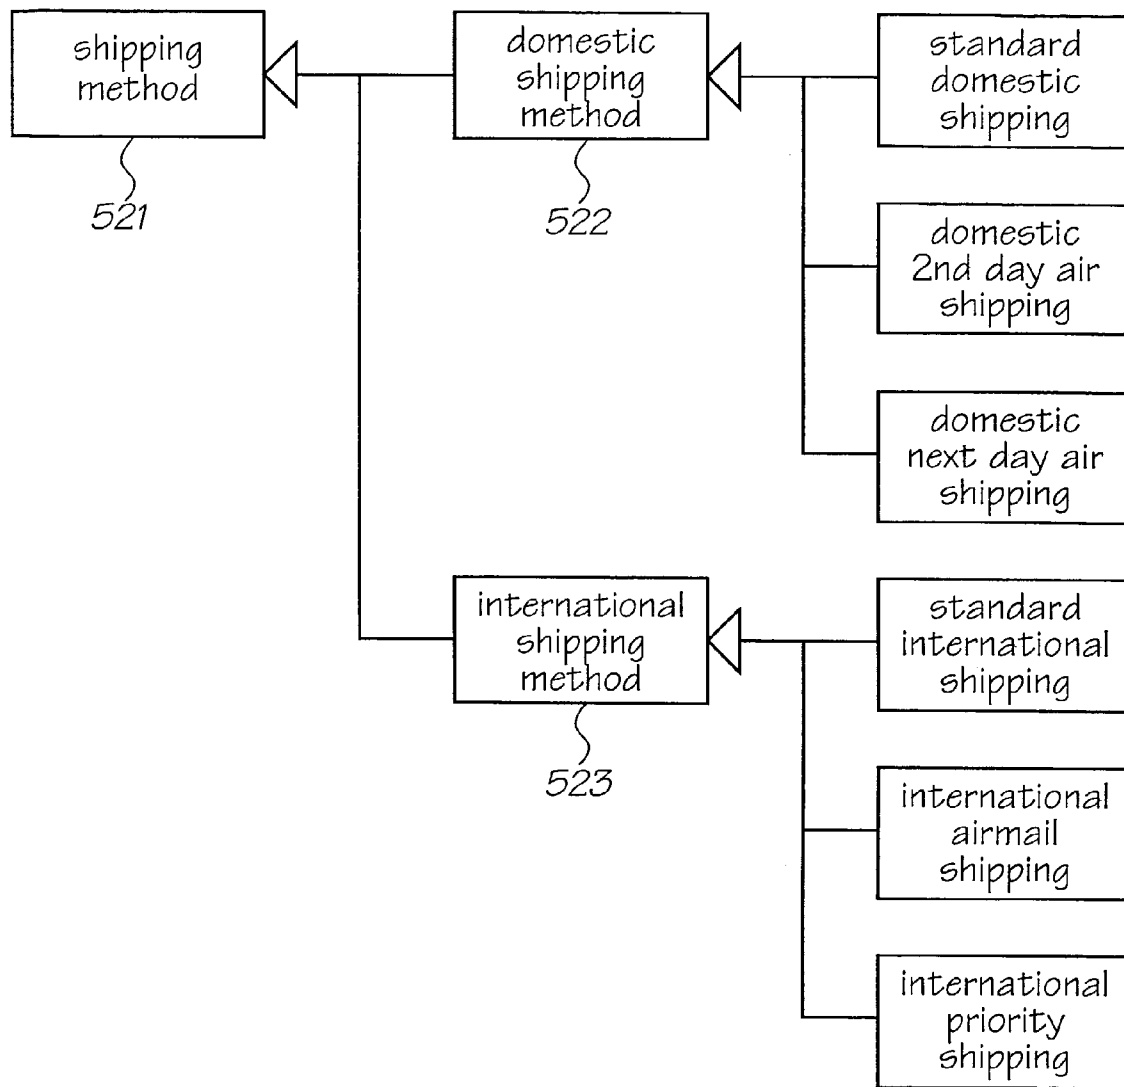 shipping
method
521
domestic
shipping
method
522
standard
domestic
shipping
domestic
2nd day air
shipping
domestic
next day air
shipping
international
shipping
method
523
standard
international
shipping
international
airmail
shipping
international
priority
shipping